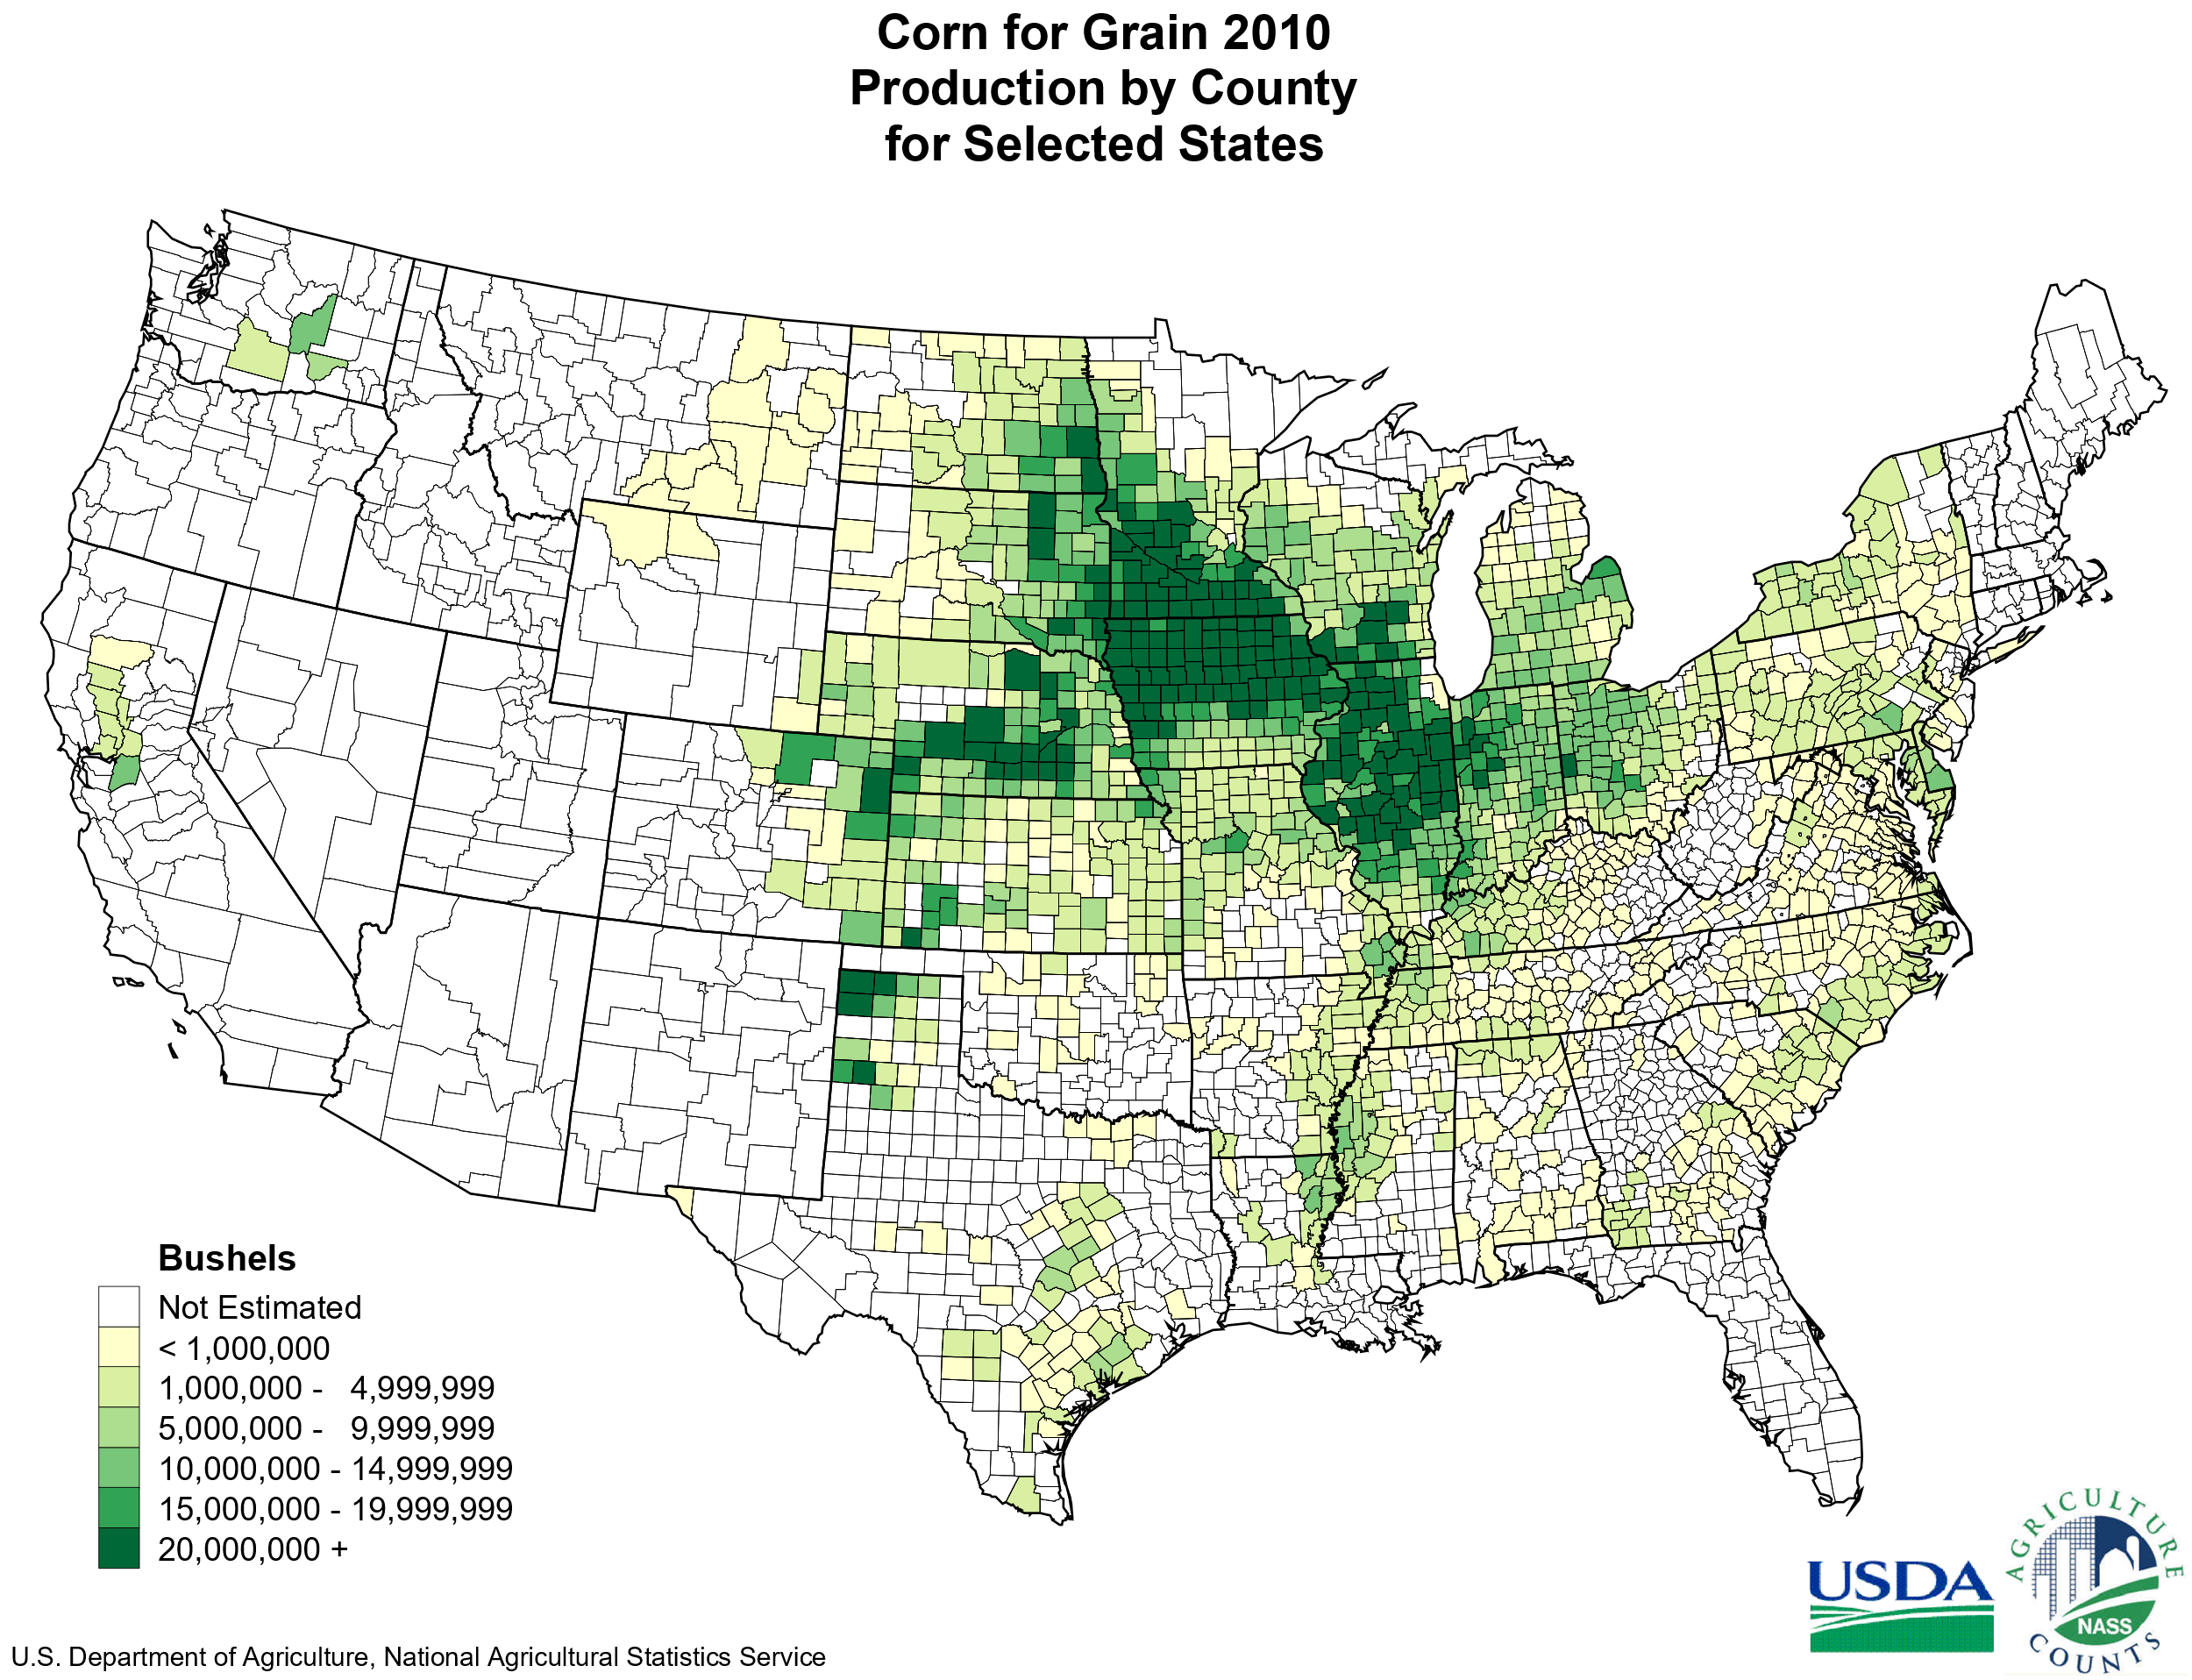 Corn for Grain 2010
Production by County
for Selected States
Bushels
Not Estimated
< 1,000,000
1,000,000 - 4,999,999
5,000,000 - 9,999,999
10,000,000 - 14,999,999
15,000,000 - 19,999,999
20,000,000 +
USDA
AGRICULTURE
NASS
COUNTS
U.S. Department of Agriculture, National Agricultural Statistics Service